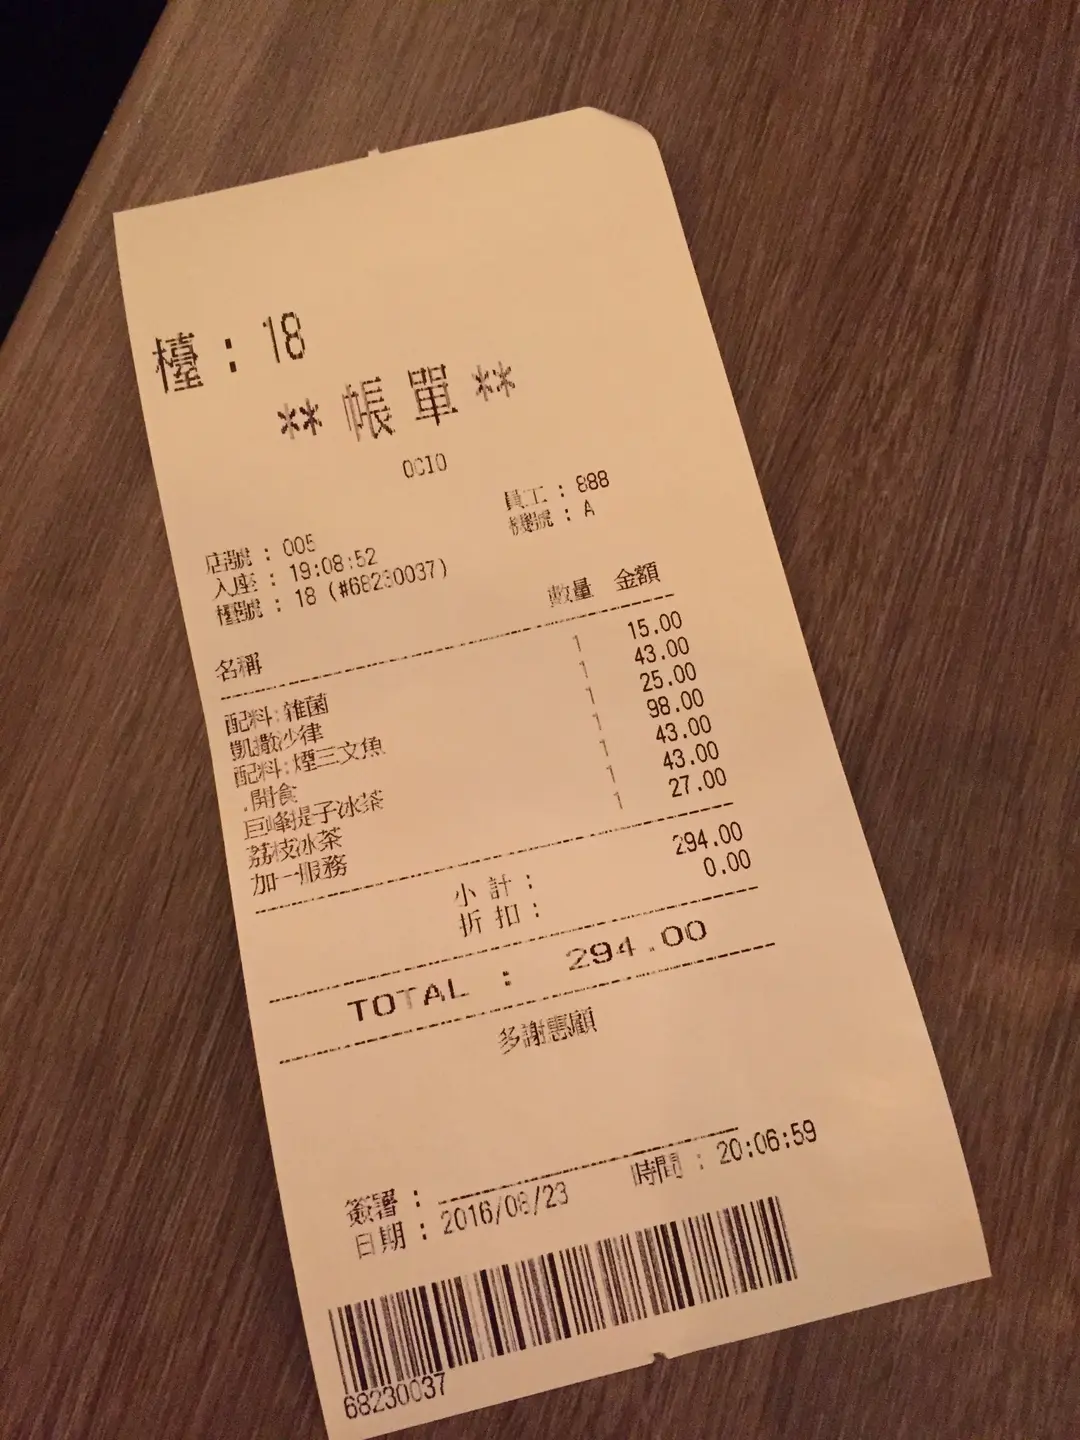 檯 : 18
** 帳單 **
OCIO
員工 : 888
機號 : A
店號 : 005
入座 : 19:08:52
檯號 : 18 (#68230037)
名稱 數量 金額
配料:雜菌 1 15.00
凱撒沙律 1 43.00
配料:煙三文魚 1 25.00
.開食 1 98.00
巨峰提子冰茶 1 43.00
荔枝冰茶 1 43.00
加一服務 1 27.00
小計 : 294.00
折扣 : 0.00
TOTAL : 294.00
多謝惠顧
簽署 :
日期 : 2016/08/23 時間 : 20:06:59
68230037